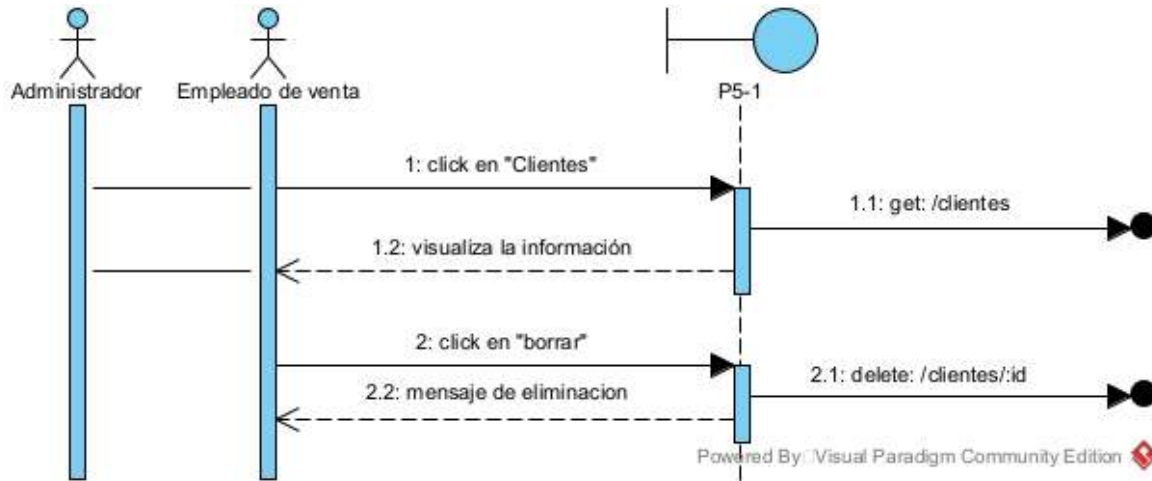 Administrador
Empleado de venta
P5-1
1: click en "Clientes"
1.1: get: /clientes
1.2: visualiza la información
2: click en "borrar"
2.1: delete: /clientes/:id
2.2: mensaje de eliminacion
Powered By Visual Paradigm Community Edition